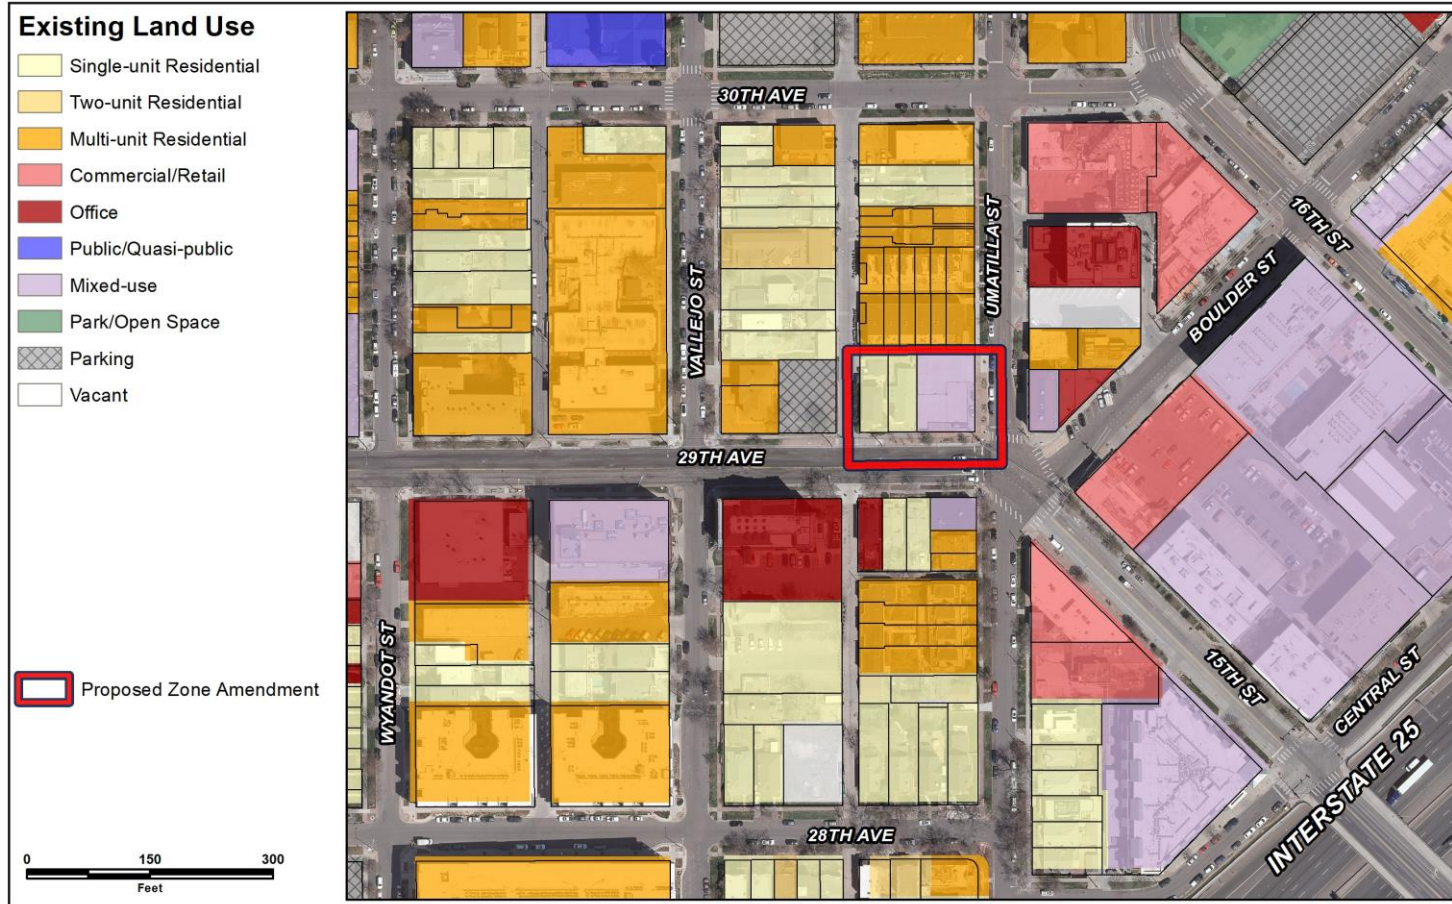 Existing Land Use
Single-unit Residential
Two-unit Residential
Multi-unit Residential
Commercial/Retail
Office
Public/Quasi-public
Mixed-use
Park/Open Space
Parking
Vacant
Proposed Zone Amendment
0 150 300
Feet
30TH AVE
16TH ST
BOULDER ST
UMATILLA ST
VALLEJO ST
29TH AVE
WYANDOT ST
15TH ST
CENTRAL ST
INTERSTATE 25
28TH AVE